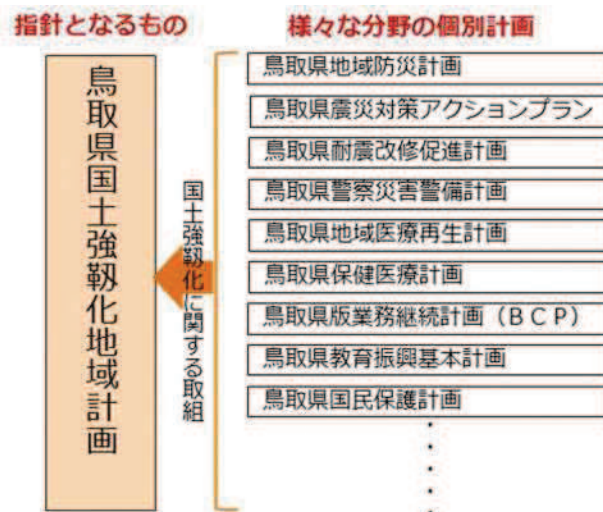 指針となるもの
様々な分野の個別計画
鳥取県国土強靱化地域計画
国土強靱化に関する取組
鳥取県地域防災計画
鳥取県震災対策アクションプラン
鳥取県耐震改修促進計画
鳥取県警察災害警備計画
鳥取県地域医療再生計画
鳥取県保健医療計画
鳥取県版業務継続計画（ＢＣＰ）
鳥取県教育振興基本計画
鳥取県国民保護計画